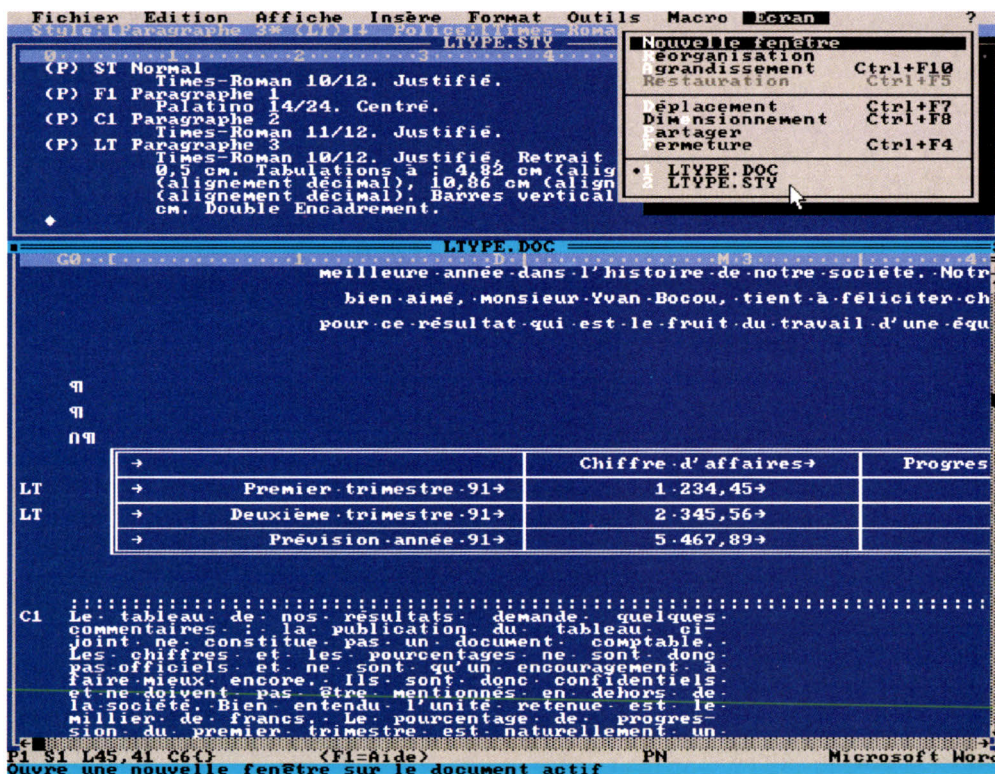 Fichier Edition Affiche Insère Format Outils Macro Ecran ?
Style:[Paragraphe 3* (LT)]↓ Police:[Times-Roma
LTYPE.STY
0 1 2 3 4
(P) ST Normal
Times-Roman 10/12. Justifié.
(P) F1 Paragraphe 1
Palatino 14/24. Centré.
(P) C1 Paragraphe 2
Times-Roman 11/12. Justifié.
(P) LT Paragraphe 3
Times-Roman 10/12. Justifié, Retrait
0,5 cm. Tabulations à : 4,82 cm (alig
(alignement décimal), 10,86 cm (align
(alignement décimal). Barres vertical
cm. Double Encadrement.
Nouvelle fenêtre
Réorganisation
Agrandissement Ctrl+F10
Restauration Ctrl+F5
Déplacement Ctrl+F7
Dimensionnement Ctrl+F8
Partager
Fermeture Ctrl+F4
•1 LTYPE.DOC
2 LTYPE.STY
LTYPE.DOC
meilleure·année·dans·l'histoire·de·notre·société.·Notr
bien·aimé,·monsieur·Yvan·Bocou,·tient·à·féliciter·ch
pour·ce·résultat·qui·est·le·fruit·du·travail·d'une·équ
¶
¶
∩¶
→ Chiffre·d'affaires→ Progres
LT → Premier·trimestre·91→ 1·234,45→
LT → Deuxième·trimestre·91→ 2·345,56→
→ Prévision·année·91→ 5·467,89→
C1 Le· tableau· de· nos· résultats· demande· quelques·
commentaires· :· la· publication· du· tableau· ci-
joint· ne· constitue· pas· un· document· comptable.
Les· chiffres· et· les· pourcentages· ne· sont· donc·
pas·officiels· et· ne· sont· qu'un· encouragement· à·
faire·mieux· encore.· Ils· sont· donc· confidentiels·
et·ne·doivent· pas· être· mentionnés· en· dehors· de·
la·société.·Bien· entendu· l'unité· retenue· est· le·
millier· de· francs.· Le· pourcentage· de· progres-
sion· du· premier· trimestre· est· naturellement· un·
P1 S1 L45,41 C6{} <F1=Aide> PN Microsoft Word
Ouvre une nouvelle fenêtre sur le document actif